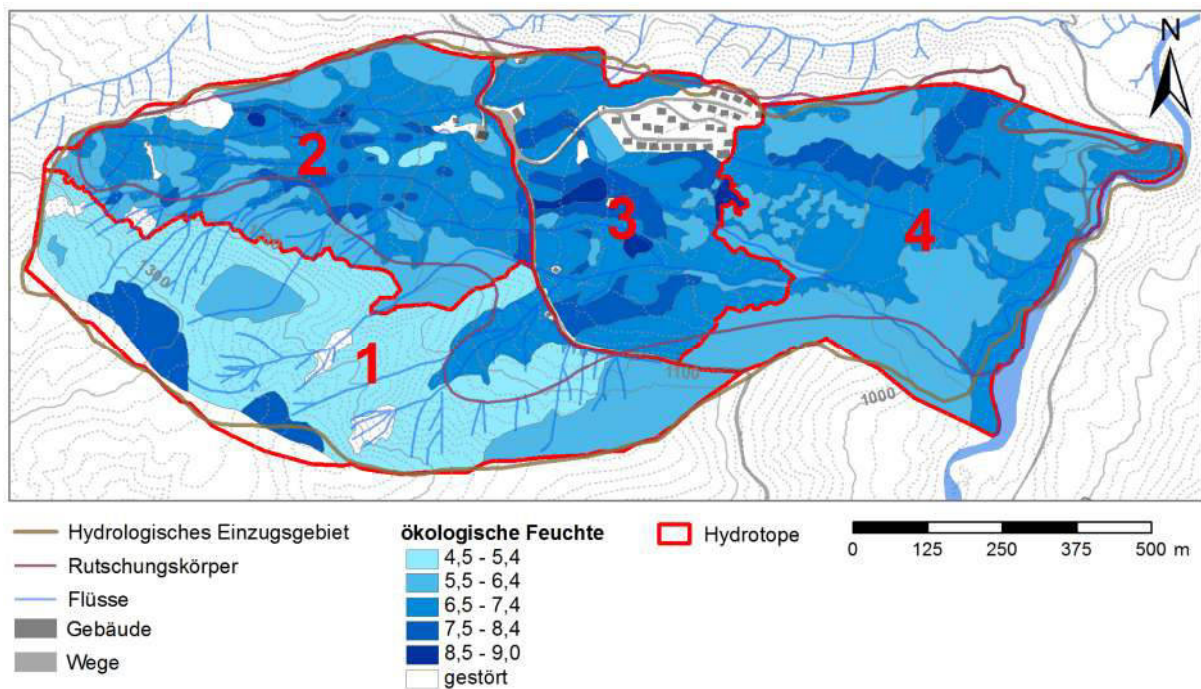 N
2
3
4
1300
1
1100
1000
Hydrologisches Einzugsgebiet
Rutschungskörper
Flüsse
Gebäude
Wege
ökologische Feuchte
4,5 - 5,4
5,5 - 6,4
6,5 - 7,4
7,5 - 8,4
8,5 - 9,0
gestört
Hydrotope
0 125 250 375 500 m